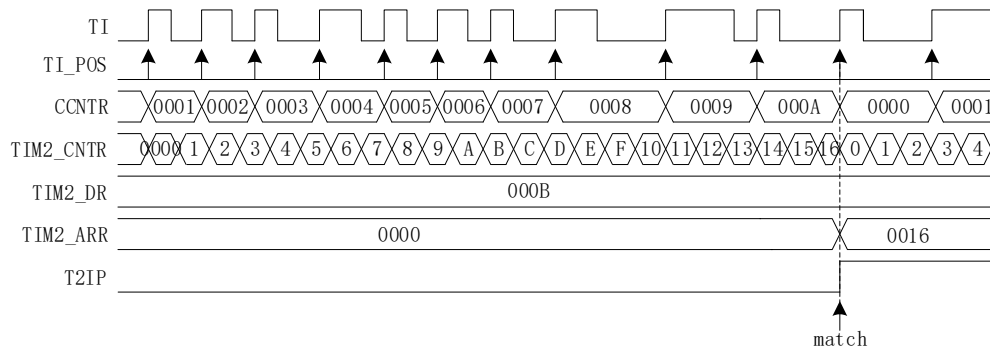 TI
TI_POS
CCNTR 0001 0002 0003 0004 0005 0006 0007 0008 0009 000A 0000 0001
TIM2_CNTR 0000 1 2 3 4 5 6 7 8 9 A B C D E F 10 11 12 13 14 15 16 0 1 2 3 4
TIM2_DR 000B
TIM2_ARR 0000 0016
T2IP
match